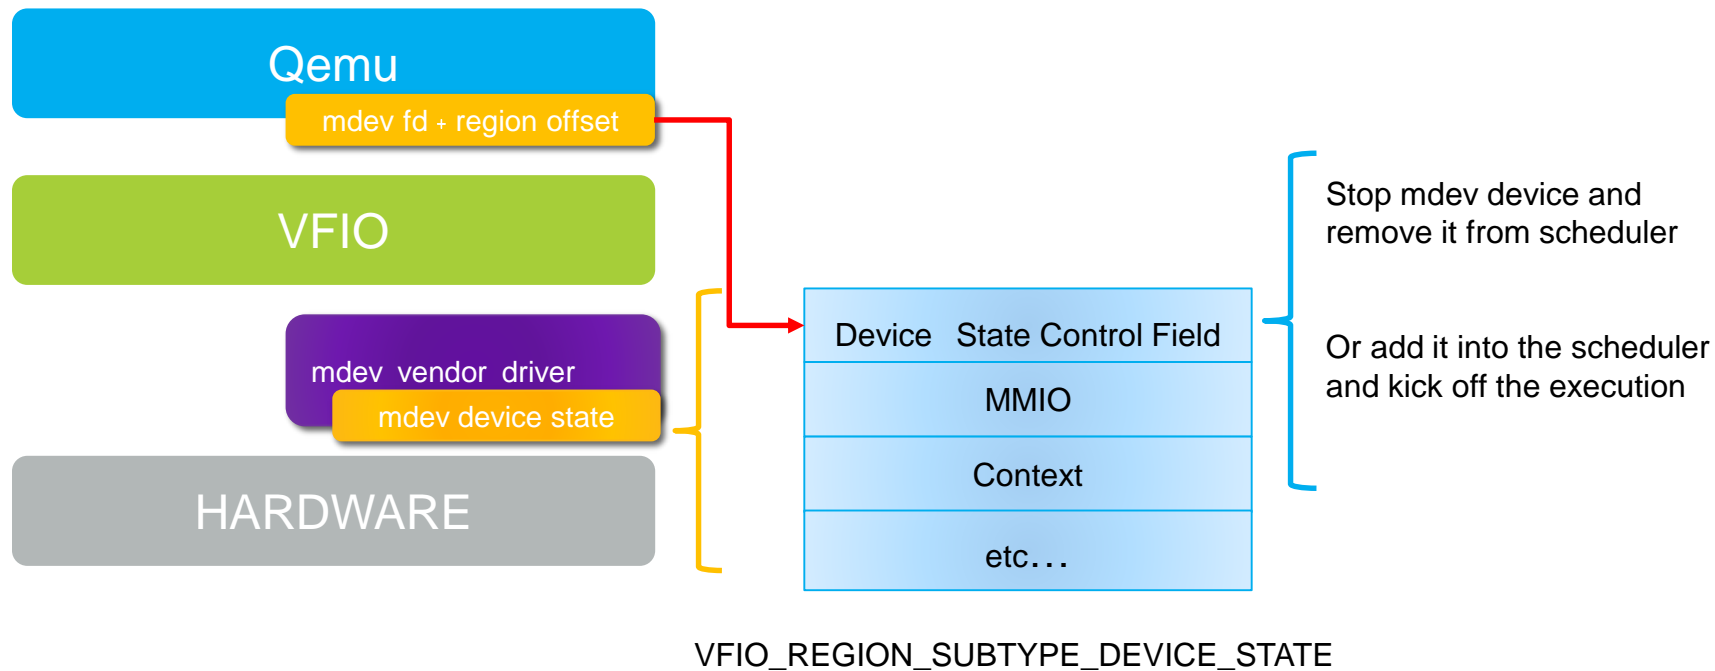 Qemu
mdev fd + region offset
VFIO
mdev vendor driver
mdev device state
HARDWARE
Device State Control Field
MMIO
Context
etc...
Stop mdev device and
remove it from scheduler
Or add it into the scheduler
and kick off the execution
VFIO_REGION_SUBTYPE_DEVICE_STATE